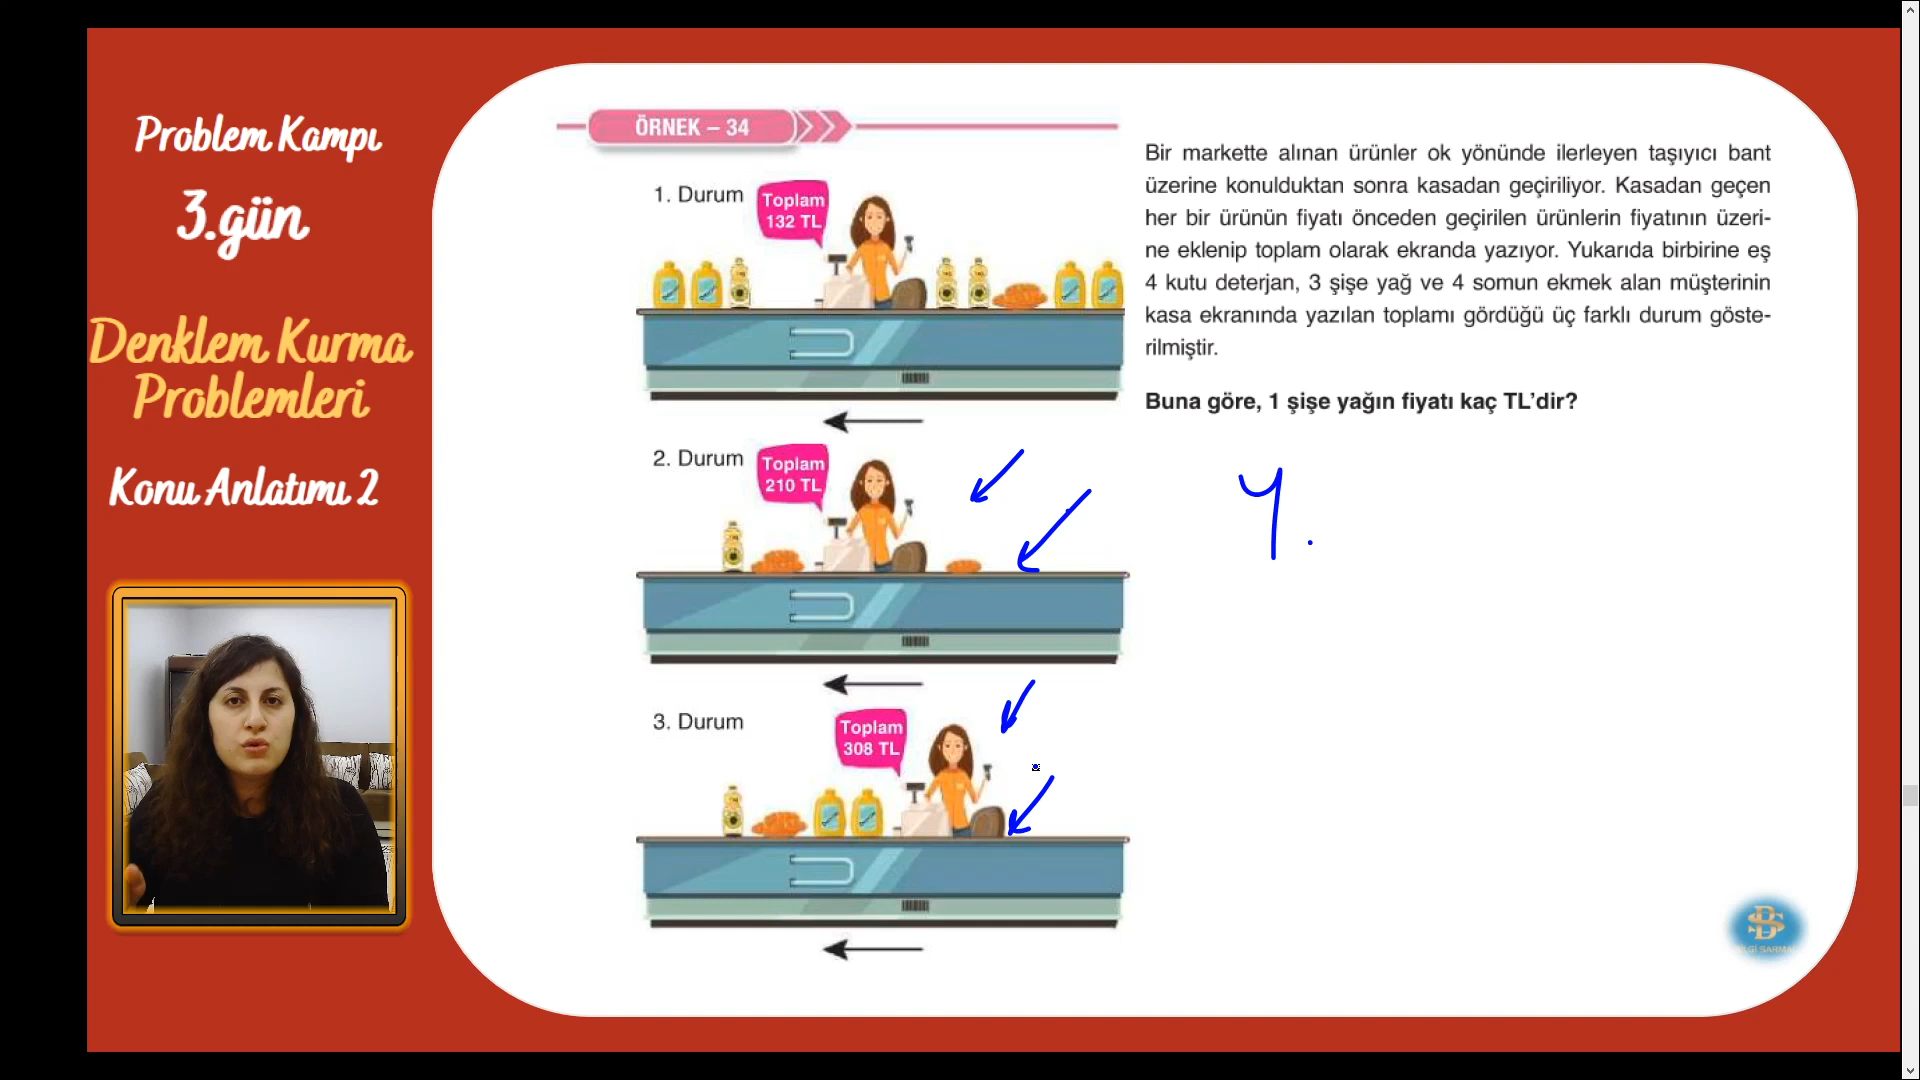 Problem Kampı
3.gün
Denklem Kurma
Problemleri
Konu Anlatımı 2
ÖRNEK – 34
1. Durum
Toplam
132 TL
2. Durum
Toplam
210 TL
3. Durum
Toplam
308 TL
Bir markette alınan ürünler ok yönünde ilerleyen taşıyıcı bant
üzerine konulduktan sonra kasadan geçiriliyor. Kasadan geçen
her bir ürünün fiyatı önceden geçirilen ürünlerin fiyatının üzeri-
ne eklenip toplam olarak ekranda yazıyor. Yukarıda birbirine eş
4 kutu deterjan, 3 şişe yağ ve 4 somun ekmek alan müşterinin
kasa ekranında yazılan toplamı gördüğü üç farklı durum göste-
rilmiştir.
Buna göre, 1 şişe yağın fiyatı kaç TL'dir?
Y.